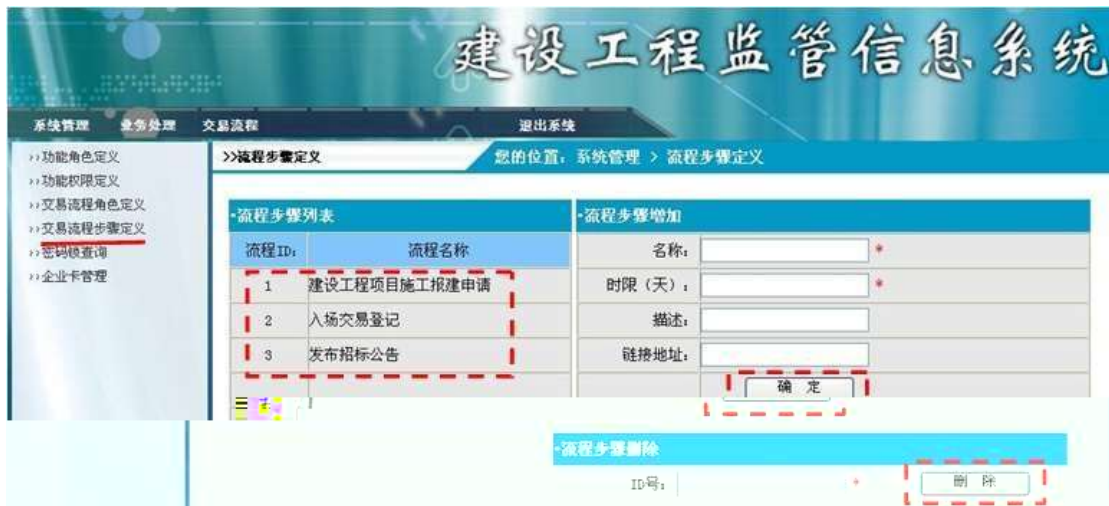 建设工程监管信息系统
系统管理 业务处理 交易流程 退出系统
>>功能角色定义
>>功能权限定义
>>交易流程角色定义
>>交易流程步骤定义
>>密码锁查询
>>企业卡管理
>>流程步骤定义 您的位置：系统管理 > 流程步骤定义
·流程步骤列表
流程ID： 流程名称
1 建设工程项目施工报建申请
2 入场交易登记
3 发布招标公告
·流程步骤增加
名称： *
时限（天）： *
描述：
链接地址：
确 定
·流程步骤删除
ID号： * 删 除